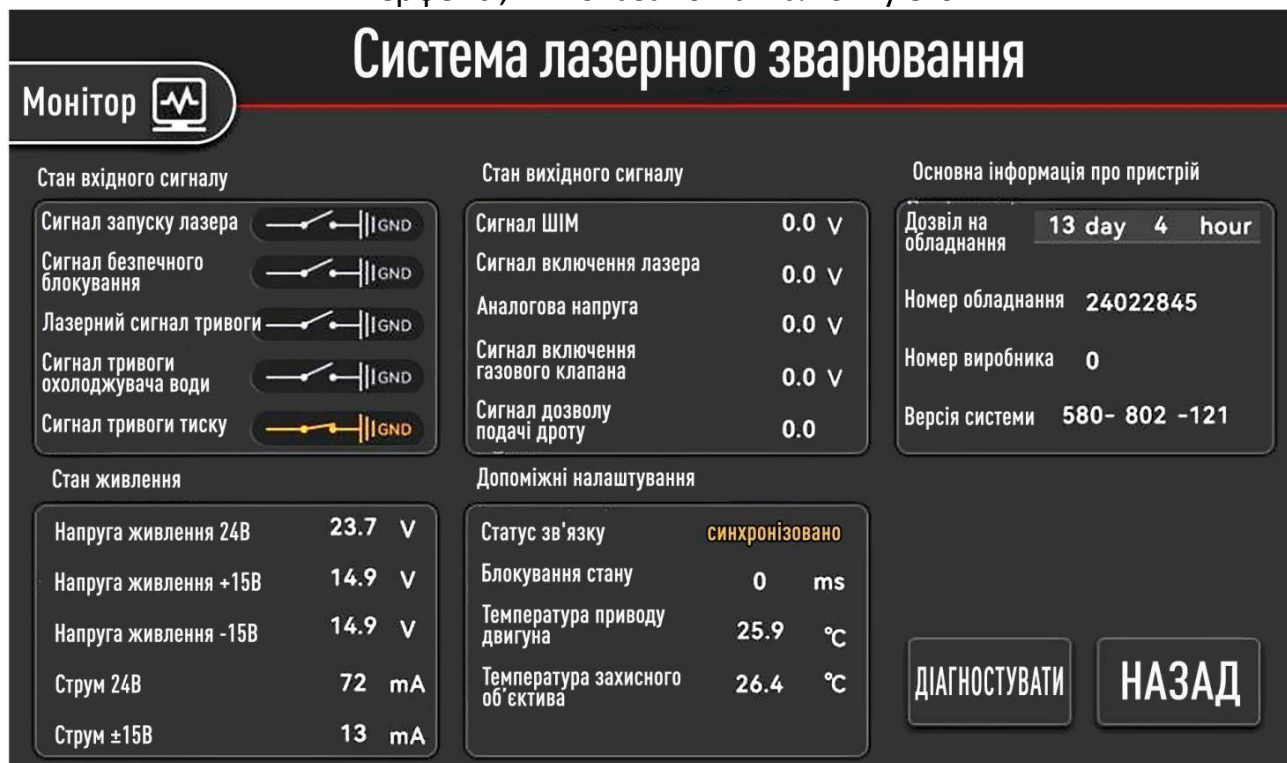 Система лазерного зварювання
Монітор
Стан вхідного сигналу
Сигнал запуску лазера GND
Сигнал безпечного
блокування GND
Лазерний сигнал тривоги GND
Сигнал тривоги
охолоджувача води GND
Сигнал тривоги тиску GND
Стан вихідного сигналу
Сигнал ШІМ 0.0 V
Сигнал включення лазера 0.0 V
Аналогова напруга 0.0 V
Сигнал включення
газового клапана 0.0 V
Сигнал дозволу
подачі дроту 0.0
Основна інформація про пристрій
Дозвіл на
обладнання 13 day 4 hour
Номер обладнання 24022845
Номер виробника 0
Версія системи 580- 802 -121
Стан живлення
Напруга живлення 24В 23.7 V
Напруга живлення +15В 14.9 V
Напруга живлення -15В 14.9 V
Струм 24В 72 mA
Струм ±15В 13 mA
Допоміжні налаштування
Статус зв'язку синхронізовано
Блокування стану 0 ms
Температура приводу
двигуна 25.9 °C
Температура захисного
об'єктива 26.4 °C
ДІАГНОСТУВАТИ
НАЗАД